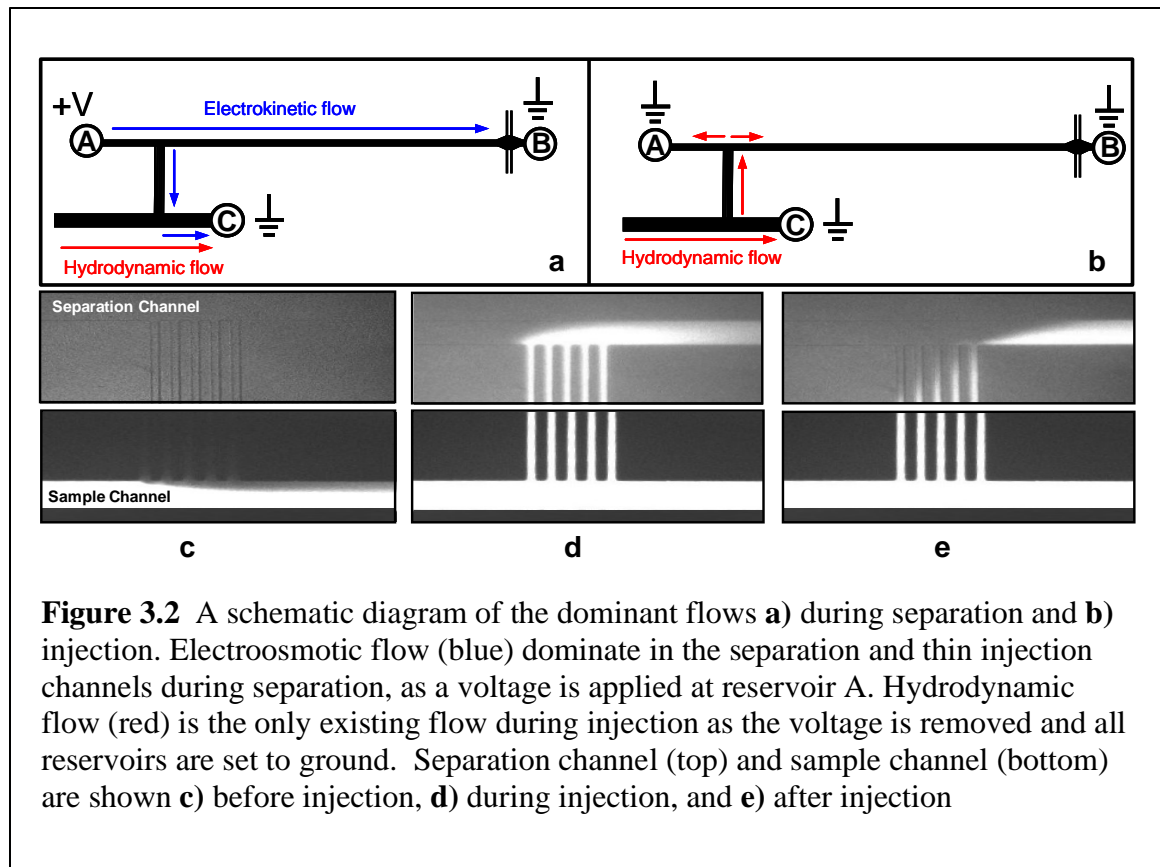 +V
Electrokinetic flow
A
B
C
Hydrodynamic flow
a
A
B
C
Hydrodynamic flow
b
Separation Channel
Sample Channel
c
d
e
Figure 3.2 A schematic diagram of the dominant flows a) during separation and b)
injection. Electroosmotic flow (blue) dominate in the separation and thin injection
channels during separation, as a voltage is applied at reservoir A. Hydrodynamic
flow (red) is the only existing flow during injection as the voltage is removed and all
reservoirs are set to ground. Separation channel (top) and sample channel (bottom)
are shown c) before injection, d) during injection, and e) after injection